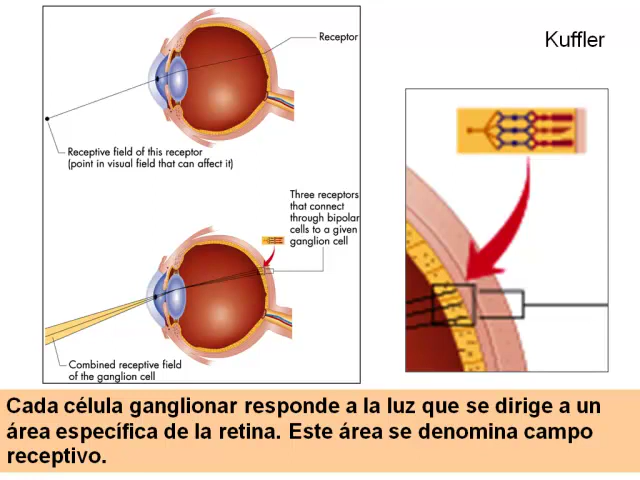 Receptor
Kuffler
Receptive field of this receptor
(point in visual field that can affect it)
Three receptors
that connect
through bipolar
cells to a given
ganglion cell
Combined receptive field
of the ganglion cell
Cada célula ganglionar responde a la luz que se dirige a un
área específica de la retina. Este área se denomina campo
receptivo.